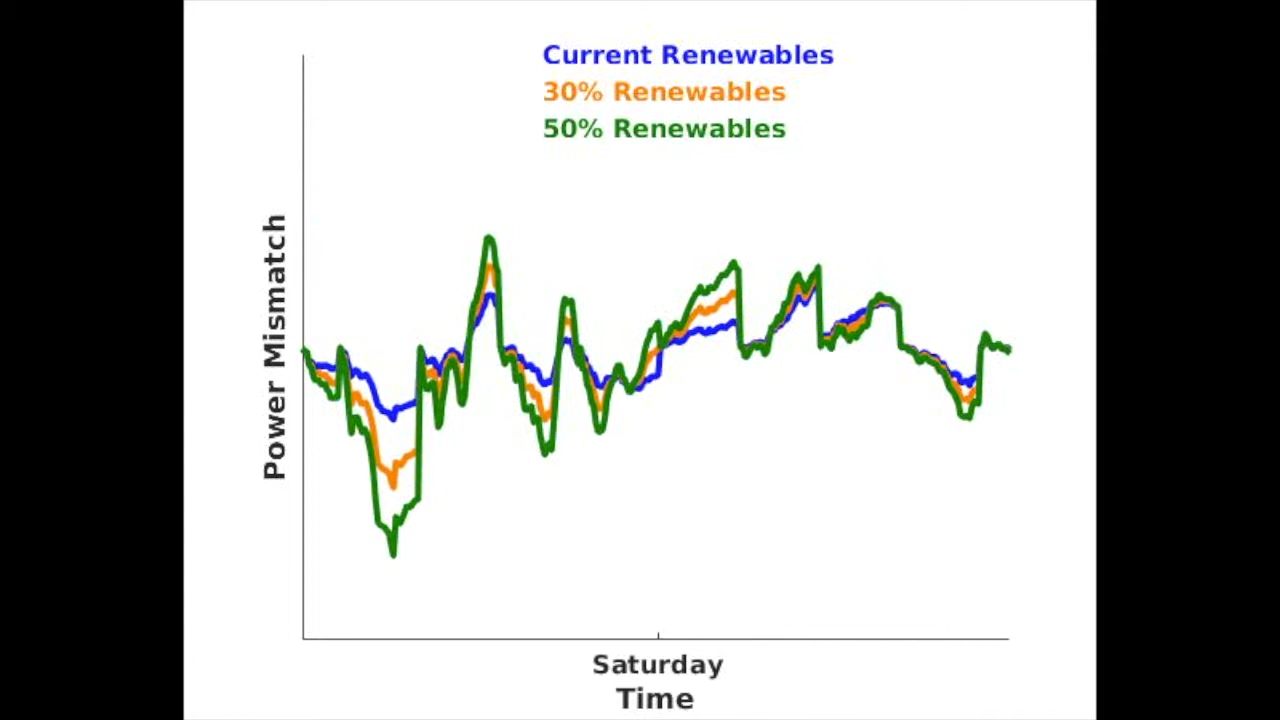 Current Renewables
30% Renewables
50% Renewables
Power Mismatch
Saturday
Time